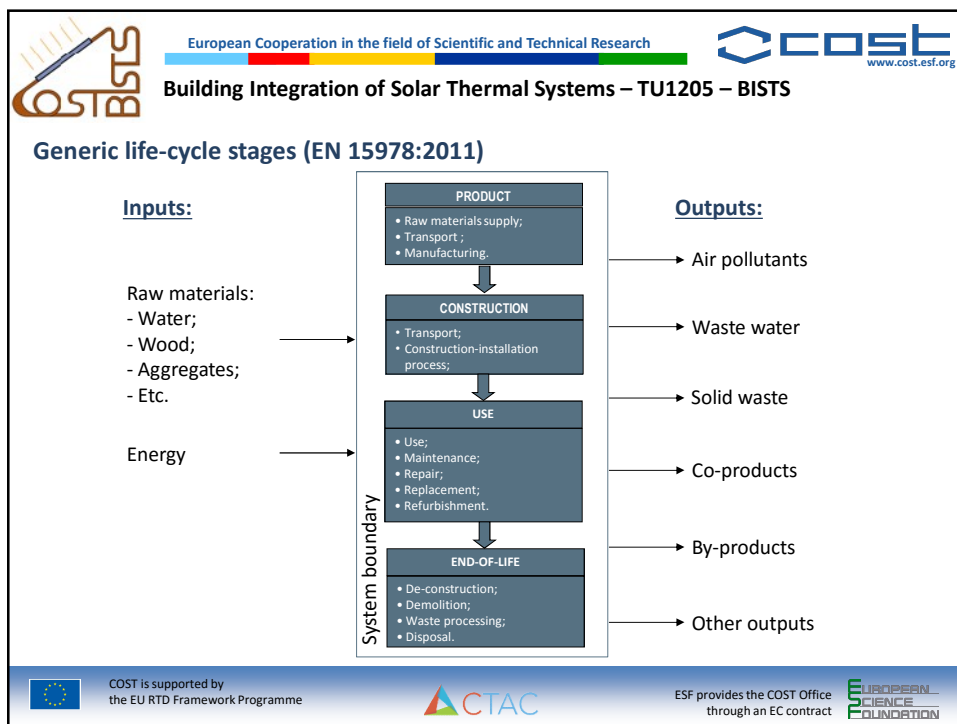 COST
BISTS
European Cooperation in the field of Scientific and Technical Research
cost
www.cost.esf.org
Building Integration of Solar Thermal Systems – TU1205 – BISTS
Generic life-cycle stages (EN 15978:2011)
Inputs:
Raw materials:
- Water;
- Wood;
- Aggregates;
- Etc.
Energy
System boundary
PRODUCT
• Raw materials supply;
• Transport ;
• Manufacturing.
CONSTRUCTION
• Transport;
• Construction-installation
process;
USE
• Use;
• Maintenance;
• Repair;
• Replacement;
• Refurbishment.
END-OF-LIFE
• De-construction;
• Demolition;
• Waste processing;
• Disposal.
Outputs:
Air pollutants
Waste water
Solid waste
Co-products
By-products
Other outputs
COST is supported by
the EU RTD Framework Programme
CTAC
ESF provides the COST Office
through an EC contract
EUROPEAN
SCIENCE
FOUNDATION